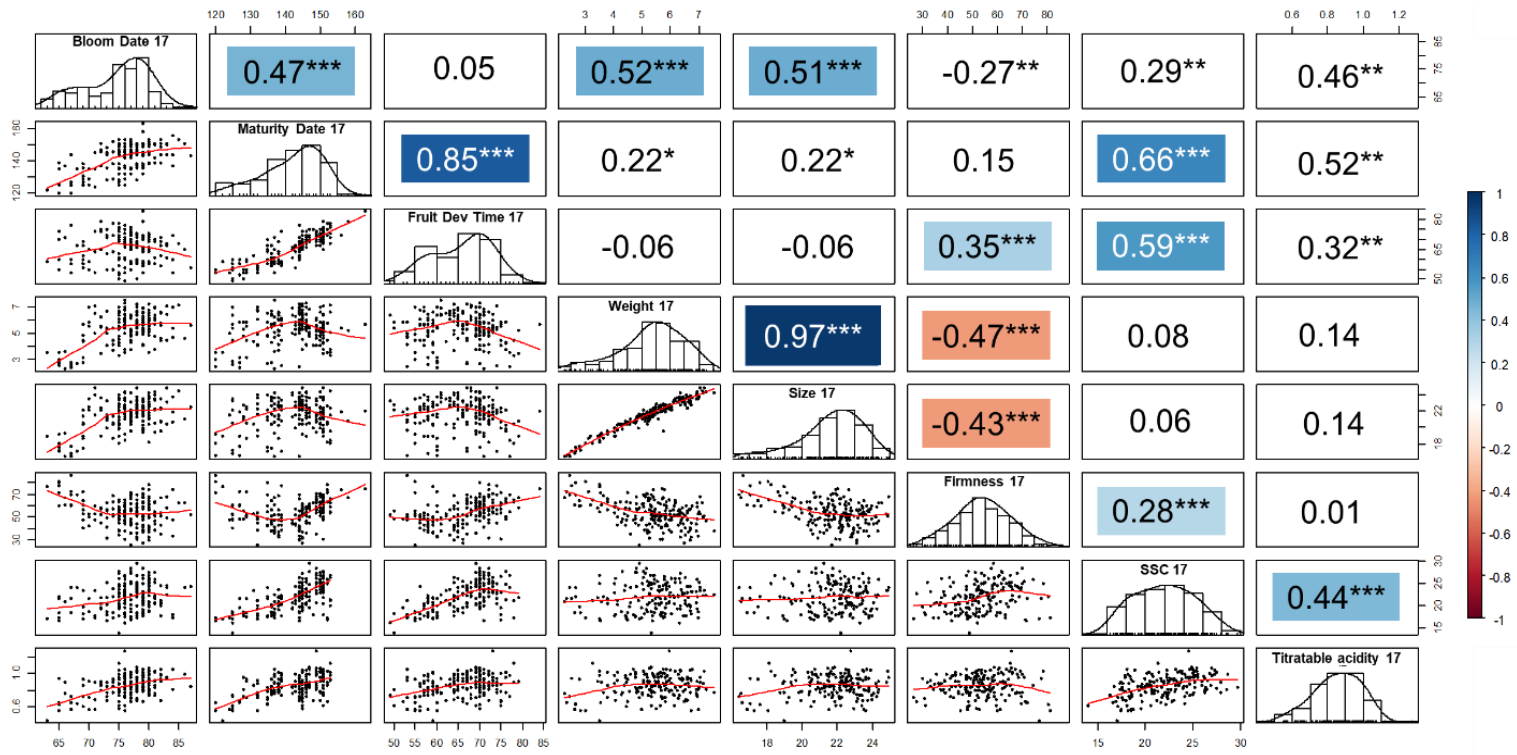 120 140 150 160 3 4 5 6 7 30 40 50 60 70 80 0.6 0.8 1.0 1.2
Bloom Date 17 0.47*** 0.05 0.52*** 0.51*** -0.27** 0.29** 0.46** 65 75 85
120 140 160 Maturity Date 17 0.85*** 0.22* 0.22* 0.15 0.66*** 0.52**
Fruit Dev Time 17 -0.06 -0.06 0.35*** 0.59*** 0.32** 50 65 80
3 5 7 Weight 17 0.97*** -0.47*** 0.08 0.14
Size 17 -0.43*** 0.06 0.14 18 22
30 50 70 Firmness 17 0.28*** 0.01
SSC 17 0.44*** 15 20 25 30
0.6 0.8 1.0 Titratable acidity 17
65 70 75 80 85 50 55 60 65 70 75 80 85 18 20 22 24 15 20 25 30
1
0.8
0.6
0.4
0.2
0
-0.2
-0.4
-0.6
-0.8
-1